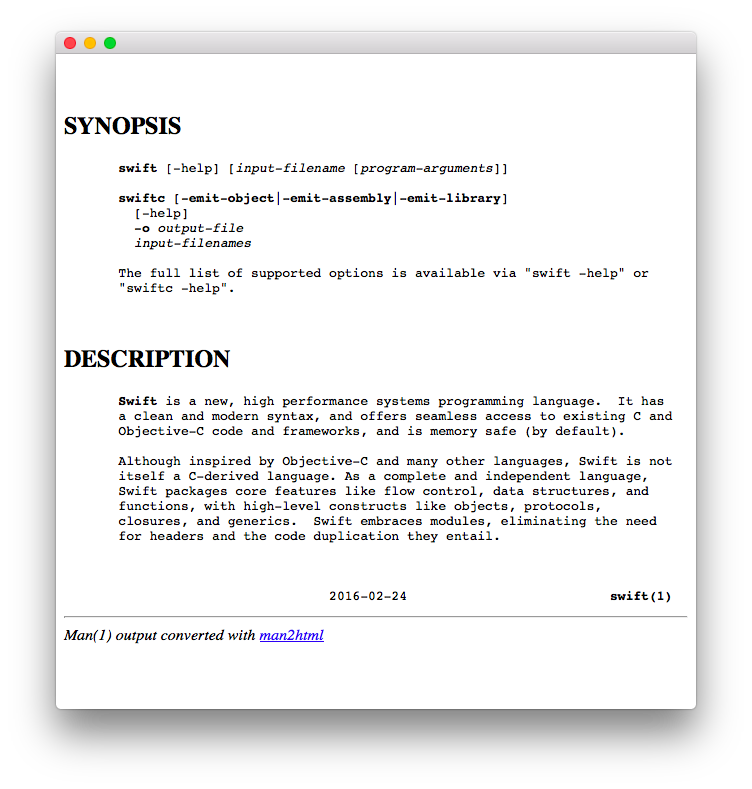 SYNOPSIS
swift [-help] [input-filename [program-arguments]]
swiftc [-emit-object|-emit-assembly|-emit-library]
[-help]
-o output-file
input-filenames
The full list of supported options is available via "swift -help" or
"swiftc -help".
DESCRIPTION
Swift is a new, high performance systems programming language.  It has
a clean and modern syntax, and offers seamless access to existing C and
Objective-C code and frameworks, and is memory safe (by default).
Although inspired by Objective-C and many other languages, Swift is not
itself a C-derived language. As a complete and independent language,
Swift packages core features like flow control, data structures, and
functions, with high-level constructs like objects, protocols,
closures, and generics.  Swift embraces modules, eliminating the need
for headers and the code duplication they entail.
2016-02-24 swift(1)
Man(1) output converted with man2html